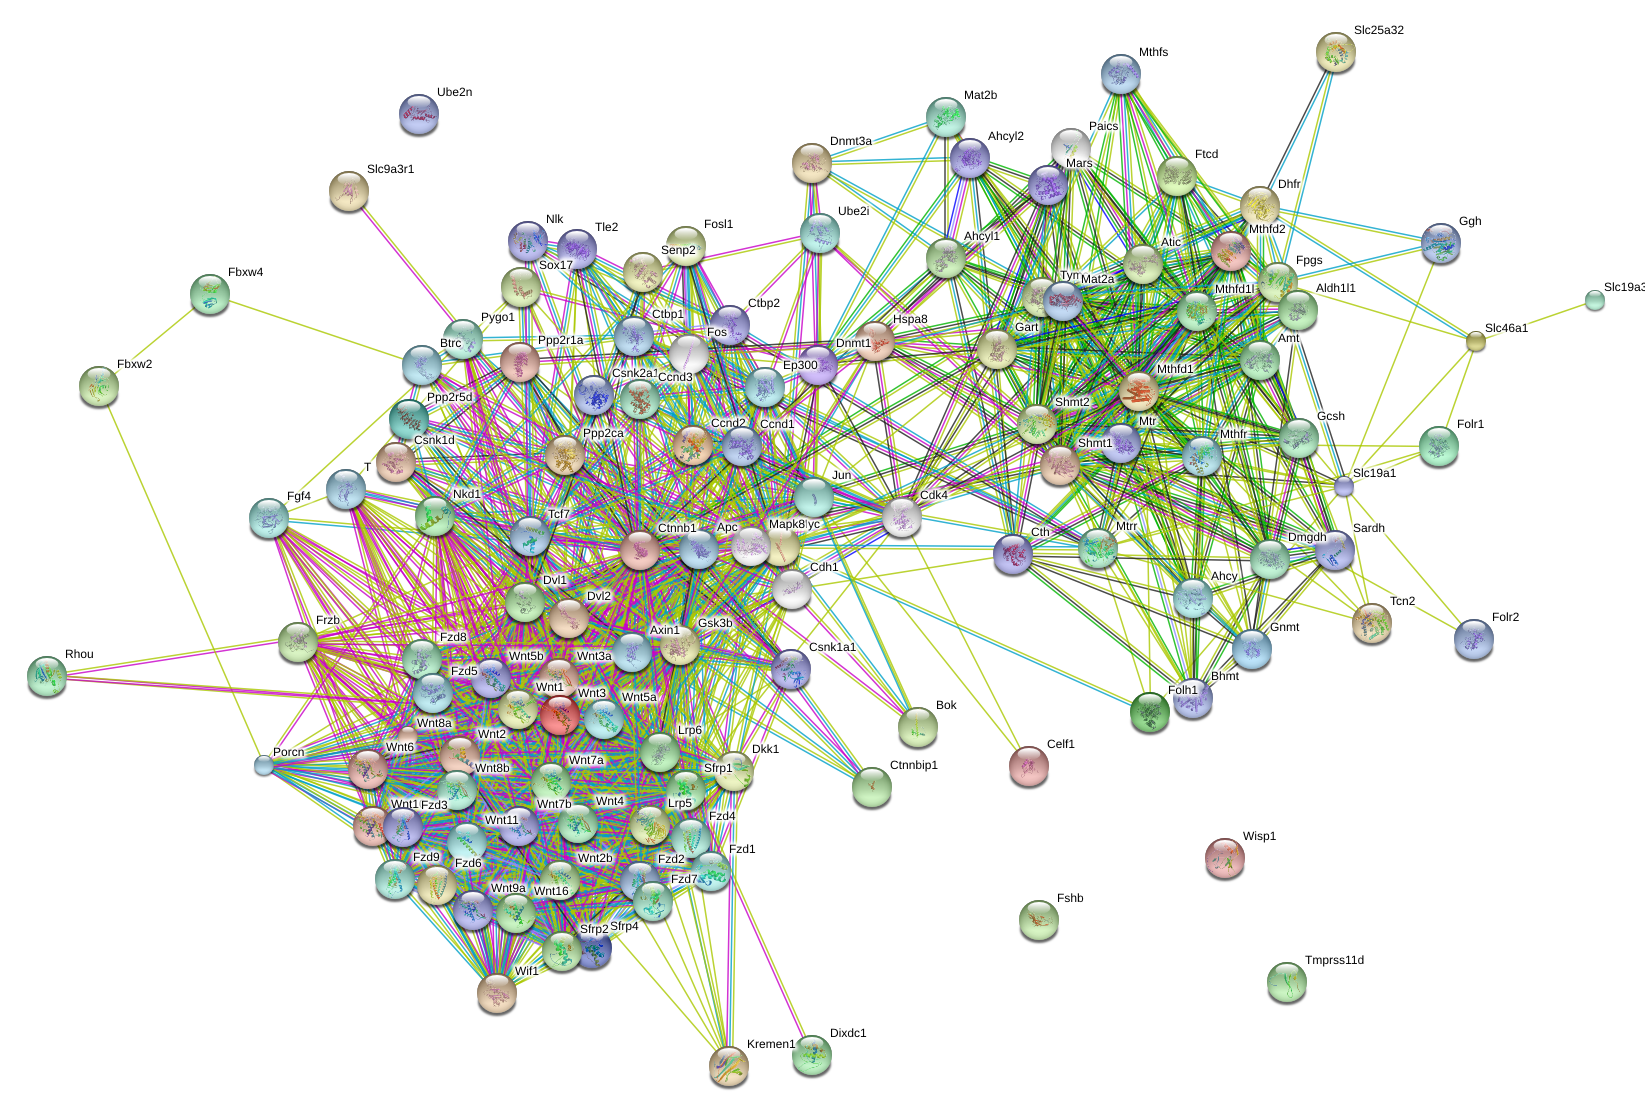 Slc25a32
Mthfs
Ube2n
Mat2b
Paics
Dnmt3a
Ahcyl2
Ftcd
Mars
Slc9a3r1
Dhfr
Ube2i
Nlk
Tle2
Fosl1
Ggh
Mthfd2
Ahcyl1
Atic
Senp2
Sox17
Fpgs
Fbxw4
Tym
Mat2a
Mthfd1l
Aldh1l1
Slc19a3
Ctbp2
Pygo1
Ctbp1
Hspa8
Gart
Slc46a1
Fos
Ppp2r1a
Btrc
Dnmt1
Amt
Fbxw2
Ep300
Mthfd1
Csnk2a1
Ccnd3
Ppp2r5d
Shmt2
Gcsh
Ccnd2
Ccnd1
Mtr
Folr1
Ppp2ca
Mthfr
Csnk1d
Shmt1
T
Jun
Slc19a1
Fgf4
Nkd1
Cdk4
Tcf7
Ctnnb1
Apc
Mapk8
yc
Cth
Mtrr
Dmgdh
Sardh
Cdh1
Dvl1
Ahcy
Dvl2
Tcn2
Frzb
Folr2
Axin1
Gsk3b
Gnmt
Fzd8
Csnk1a1
Rhou
Wnt5b
Wnt3a
Fzd5
Bhmt
Wnt1
Wnt3
Wnt5a
Folh1
Bok
Wnt8a
Wnt2
Lrp6
Celf1
Porcn
Wnt6
Dkk1
Wnt7a
Wnt8b
Sfrp1
Ctnnbip1
Wnt1
Fzd3
Wnt7b
Wnt4
Lrp5
Wnt11
Fzd4
Wisp1
Fzd9
Fzd6
Wnt2b
Fzd2
Fzd1
Fzd7
Wnt9a
Wnt16
Fshb
Sfrp2
Sfrp4
Tmprss11d
Wif1
Dixdc1
Kremen1